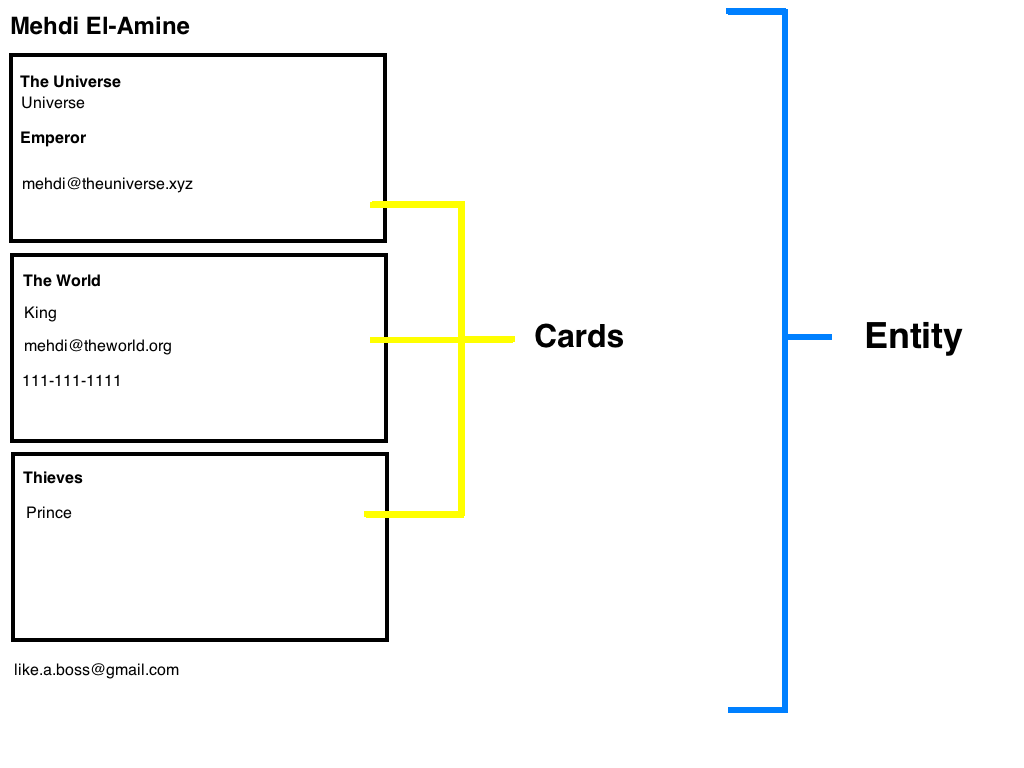 Mehdi El-Amine
The Universe
Universe
Emperor
mehdi@theuniverse.xyz
The World
King
mehdi@theworld.org
111-111-1111
Thieves
Prince
like.a.boss@gmail.com
Cards
Entity